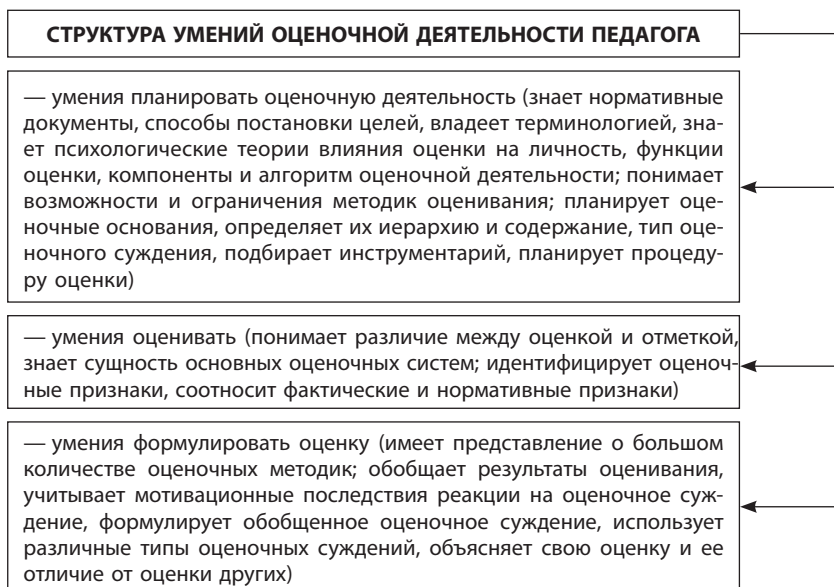 СТРУКТУРА УМЕНИЙ ОЦЕНОЧНОЙ ДЕЯТЕЛЬНОСТИ ПЕДАГОГА
— умения планировать оценочную деятельность (знает нормативные
документы, способы постановки целей, владеет терминологией, зна-
ет психологические теории влияния оценки на личность, функции
оценки, компоненты и алгоритм оценочной деятельности; понимает
возможности и ограничения методик оценивания; планирует оце-
ночные основания, определяет их иерархию и содержание, тип оце-
ночного суждения, подбирает инструментарий, планирует процеду-
ру оценки)
— умения оценивать (понимает различие между оценкой и отметкой,
знает сущность основных оценочных систем; идентифицирует оценоч-
ные признаки, соотносит фактические и нормативные признаки)
— умения формулировать оценку (имеет представление о большом
количестве оценочных методик; обобщает результаты оценивания,
учитывает мотивационные последствия реакции на оценочное суж-
дение, формулирует обобщенное оценочное суждение, использует
различные типы оценочных суждений, объясняет свою оценку и ее
отличие от оценки других)